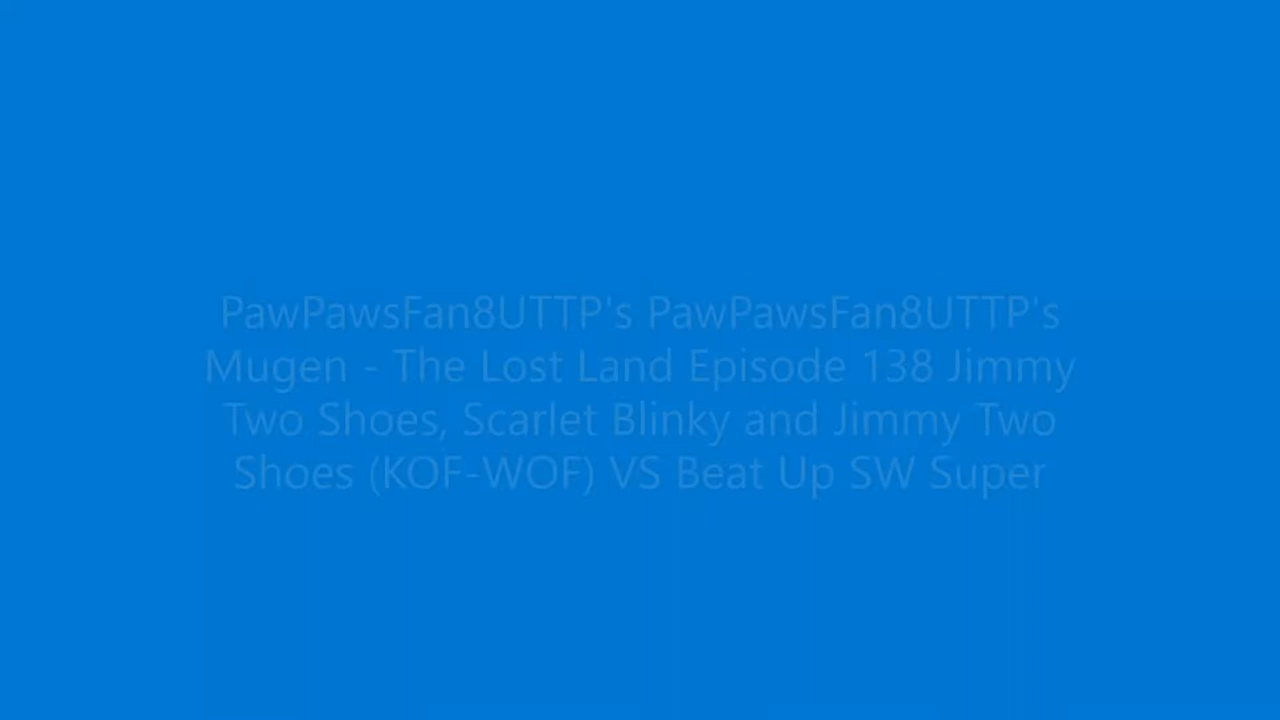 PawPawsFan8UTTP's PawPawsFan8UTTP's
Mugen - The Lost Land Episode 138 Jimmy
Two Shoes, Scarlet Blinky and Jimmy Two
Shoes (KOF-WOF) VS Beat Up SW Super